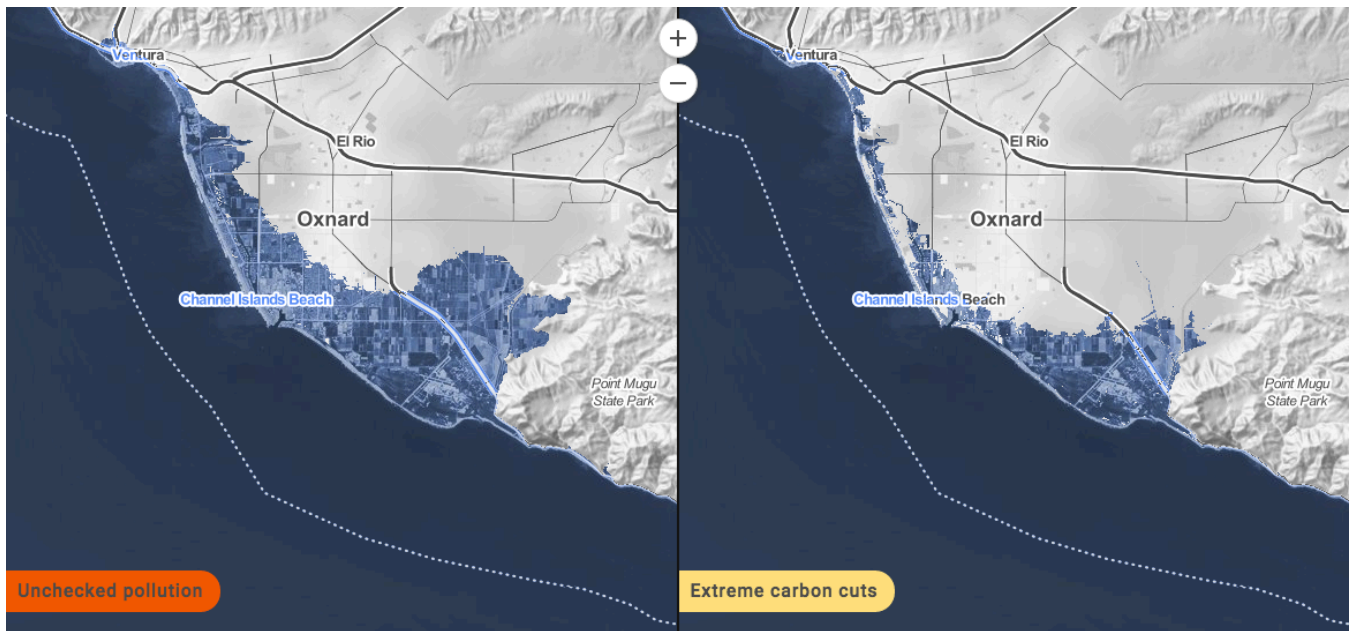 Ventura
El Rio
Oxnard
Channel Islands Beach
Point Mugu
State Park
Unchecked pollution
+
−
Ventura
El Rio
Oxnard
Channel Islands Beach
Point Mugu
State Park
Extreme carbon cuts